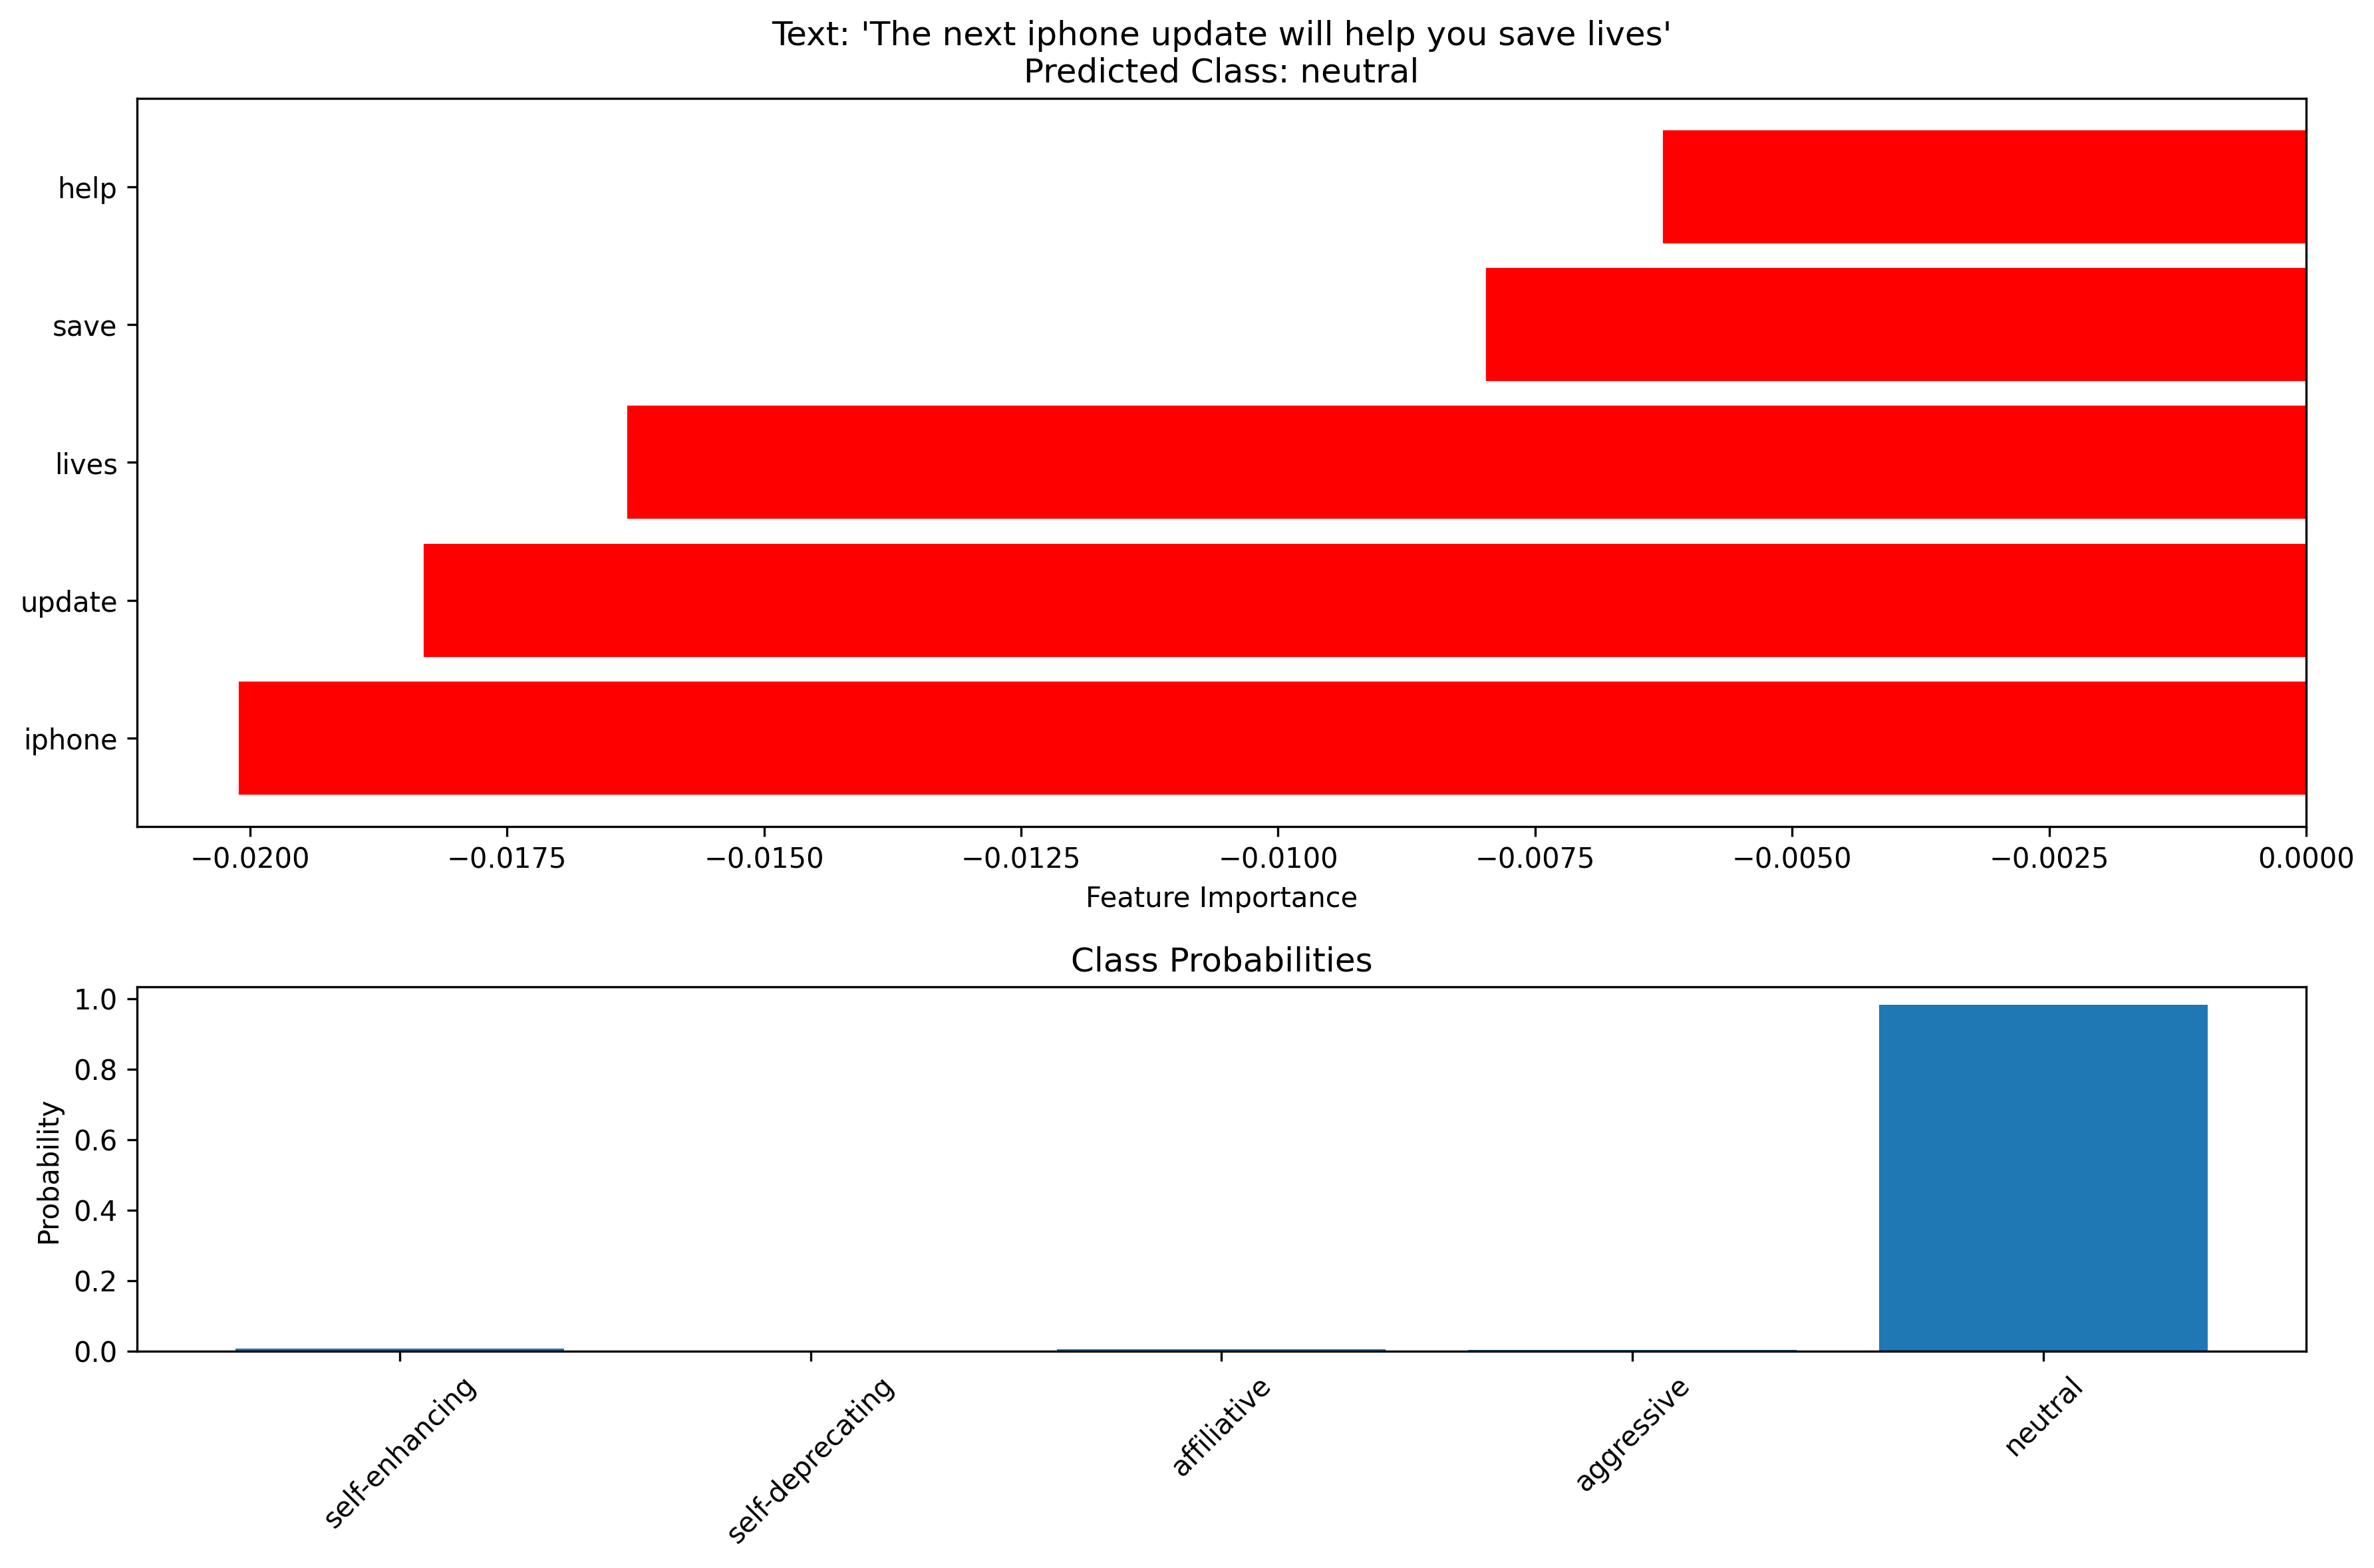 Text: 'The next iphone update will help you save lives'
Predicted Class: neutral
help
save
lives
update
iphone
−0.0200 −0.0175 −0.0150 −0.0125 −0.0100 −0.0075 −0.0050 −0.0025 0.0000
Feature Importance
Class Probabilities
Probability
1.0
0.8
0.6
0.4
0.2
0.0
self-enhancing self-deprecating affiliative aggressive neutral